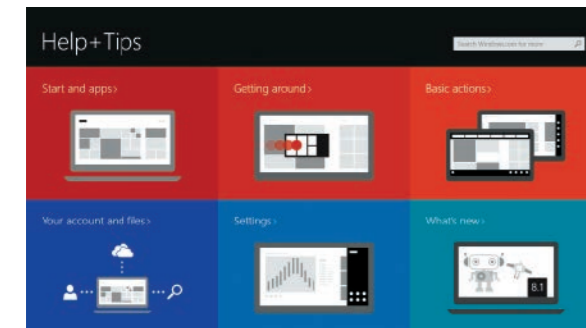 Help+Tips
Search Windows.com for more
Start and apps>
Getting around>
Basic actions>
Your account and files>
Settings>
What's new>
8.1